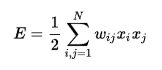 $E = \frac{1}{2} \sum_{i,j=1}^{N} w_{ij} x_i x_j$